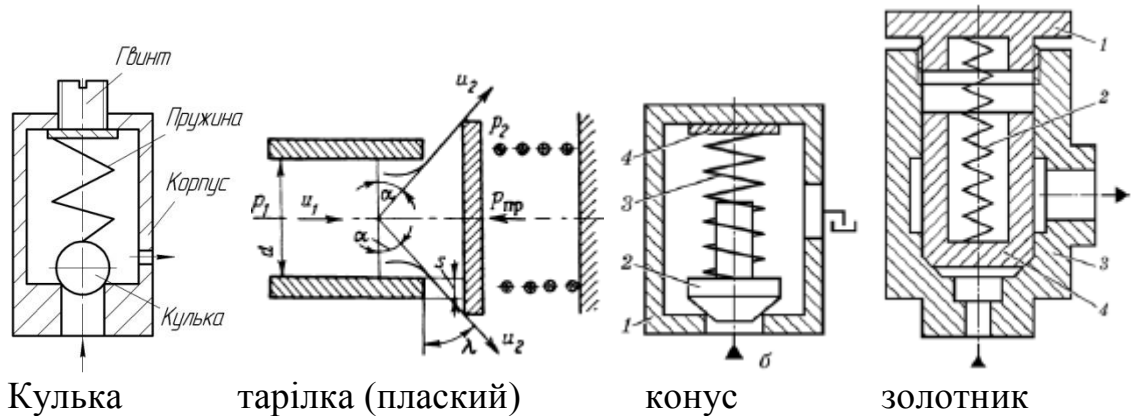 Гвинт
Пружина
Корпус
Кулька
u₂
p₂
p₁
u₁
α
Pпр
d
α
s
λ
u₂
4
3
2
1
б
1
2
3
4
Кулька тарілка (плаский) конус золотник